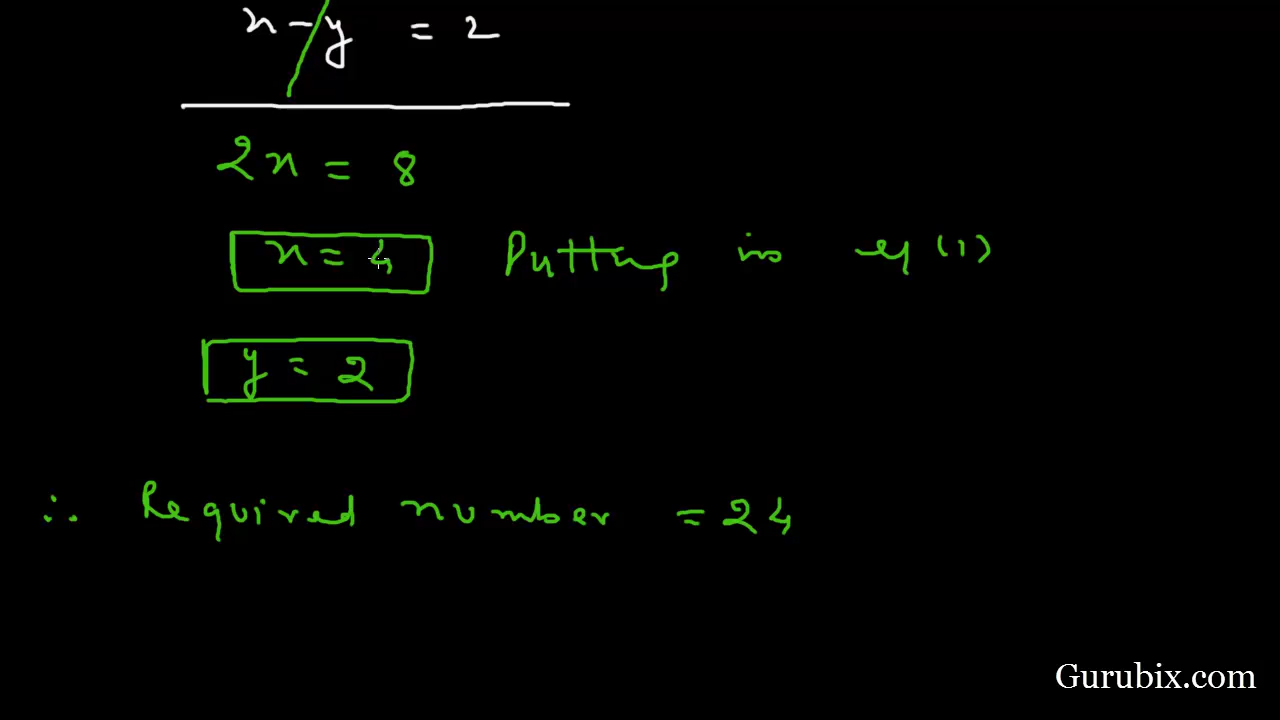 x - y = 2
2x = 8
x = 4 Putting in eq (1)
y = 2
∴ Required number = 24
Gurubix.com